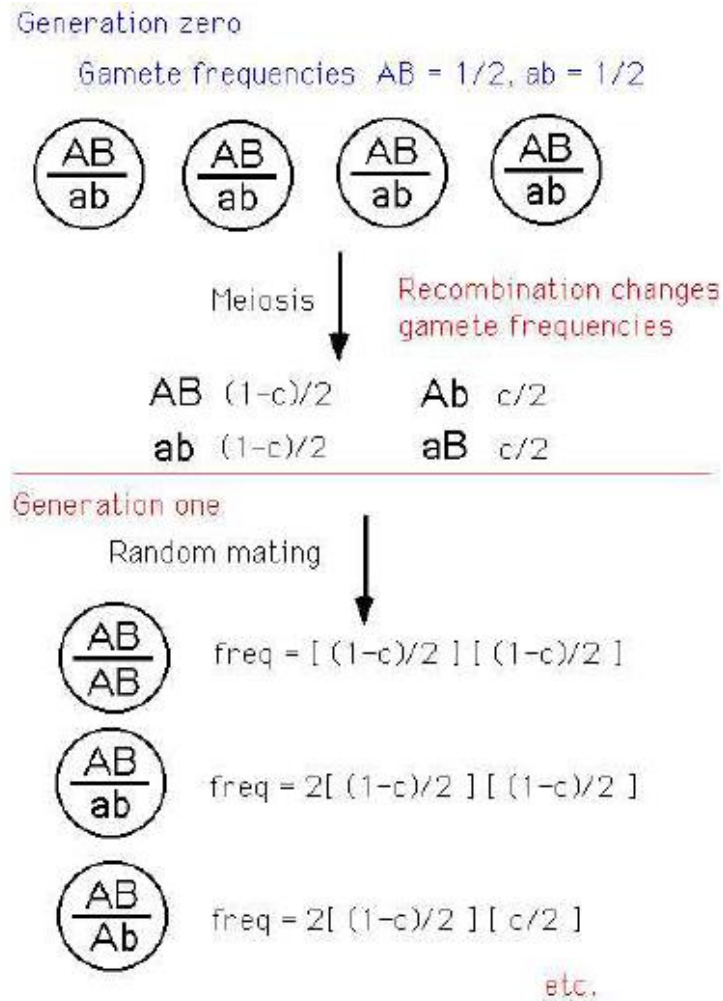 Generation zero
Gamete frequencies AB = 1/2, ab = 1/2
AB AB AB AB
ab ab ab ab
Meiosis
Recombination changes
gamete frequencies
AB (1-c)/2 Ab c/2
ab (1-c)/2 aB c/2
Generation one
Random mating
AB
AB
freq = [ (1-c)/2 ] [ (1-c)/2 ]
AB
ab
freq = 2[ (1-c)/2 ] [ (1-c)/2 ]
AB
Ab
freq = 2[ (1-c)/2 ] [ c/2 ]
etc.